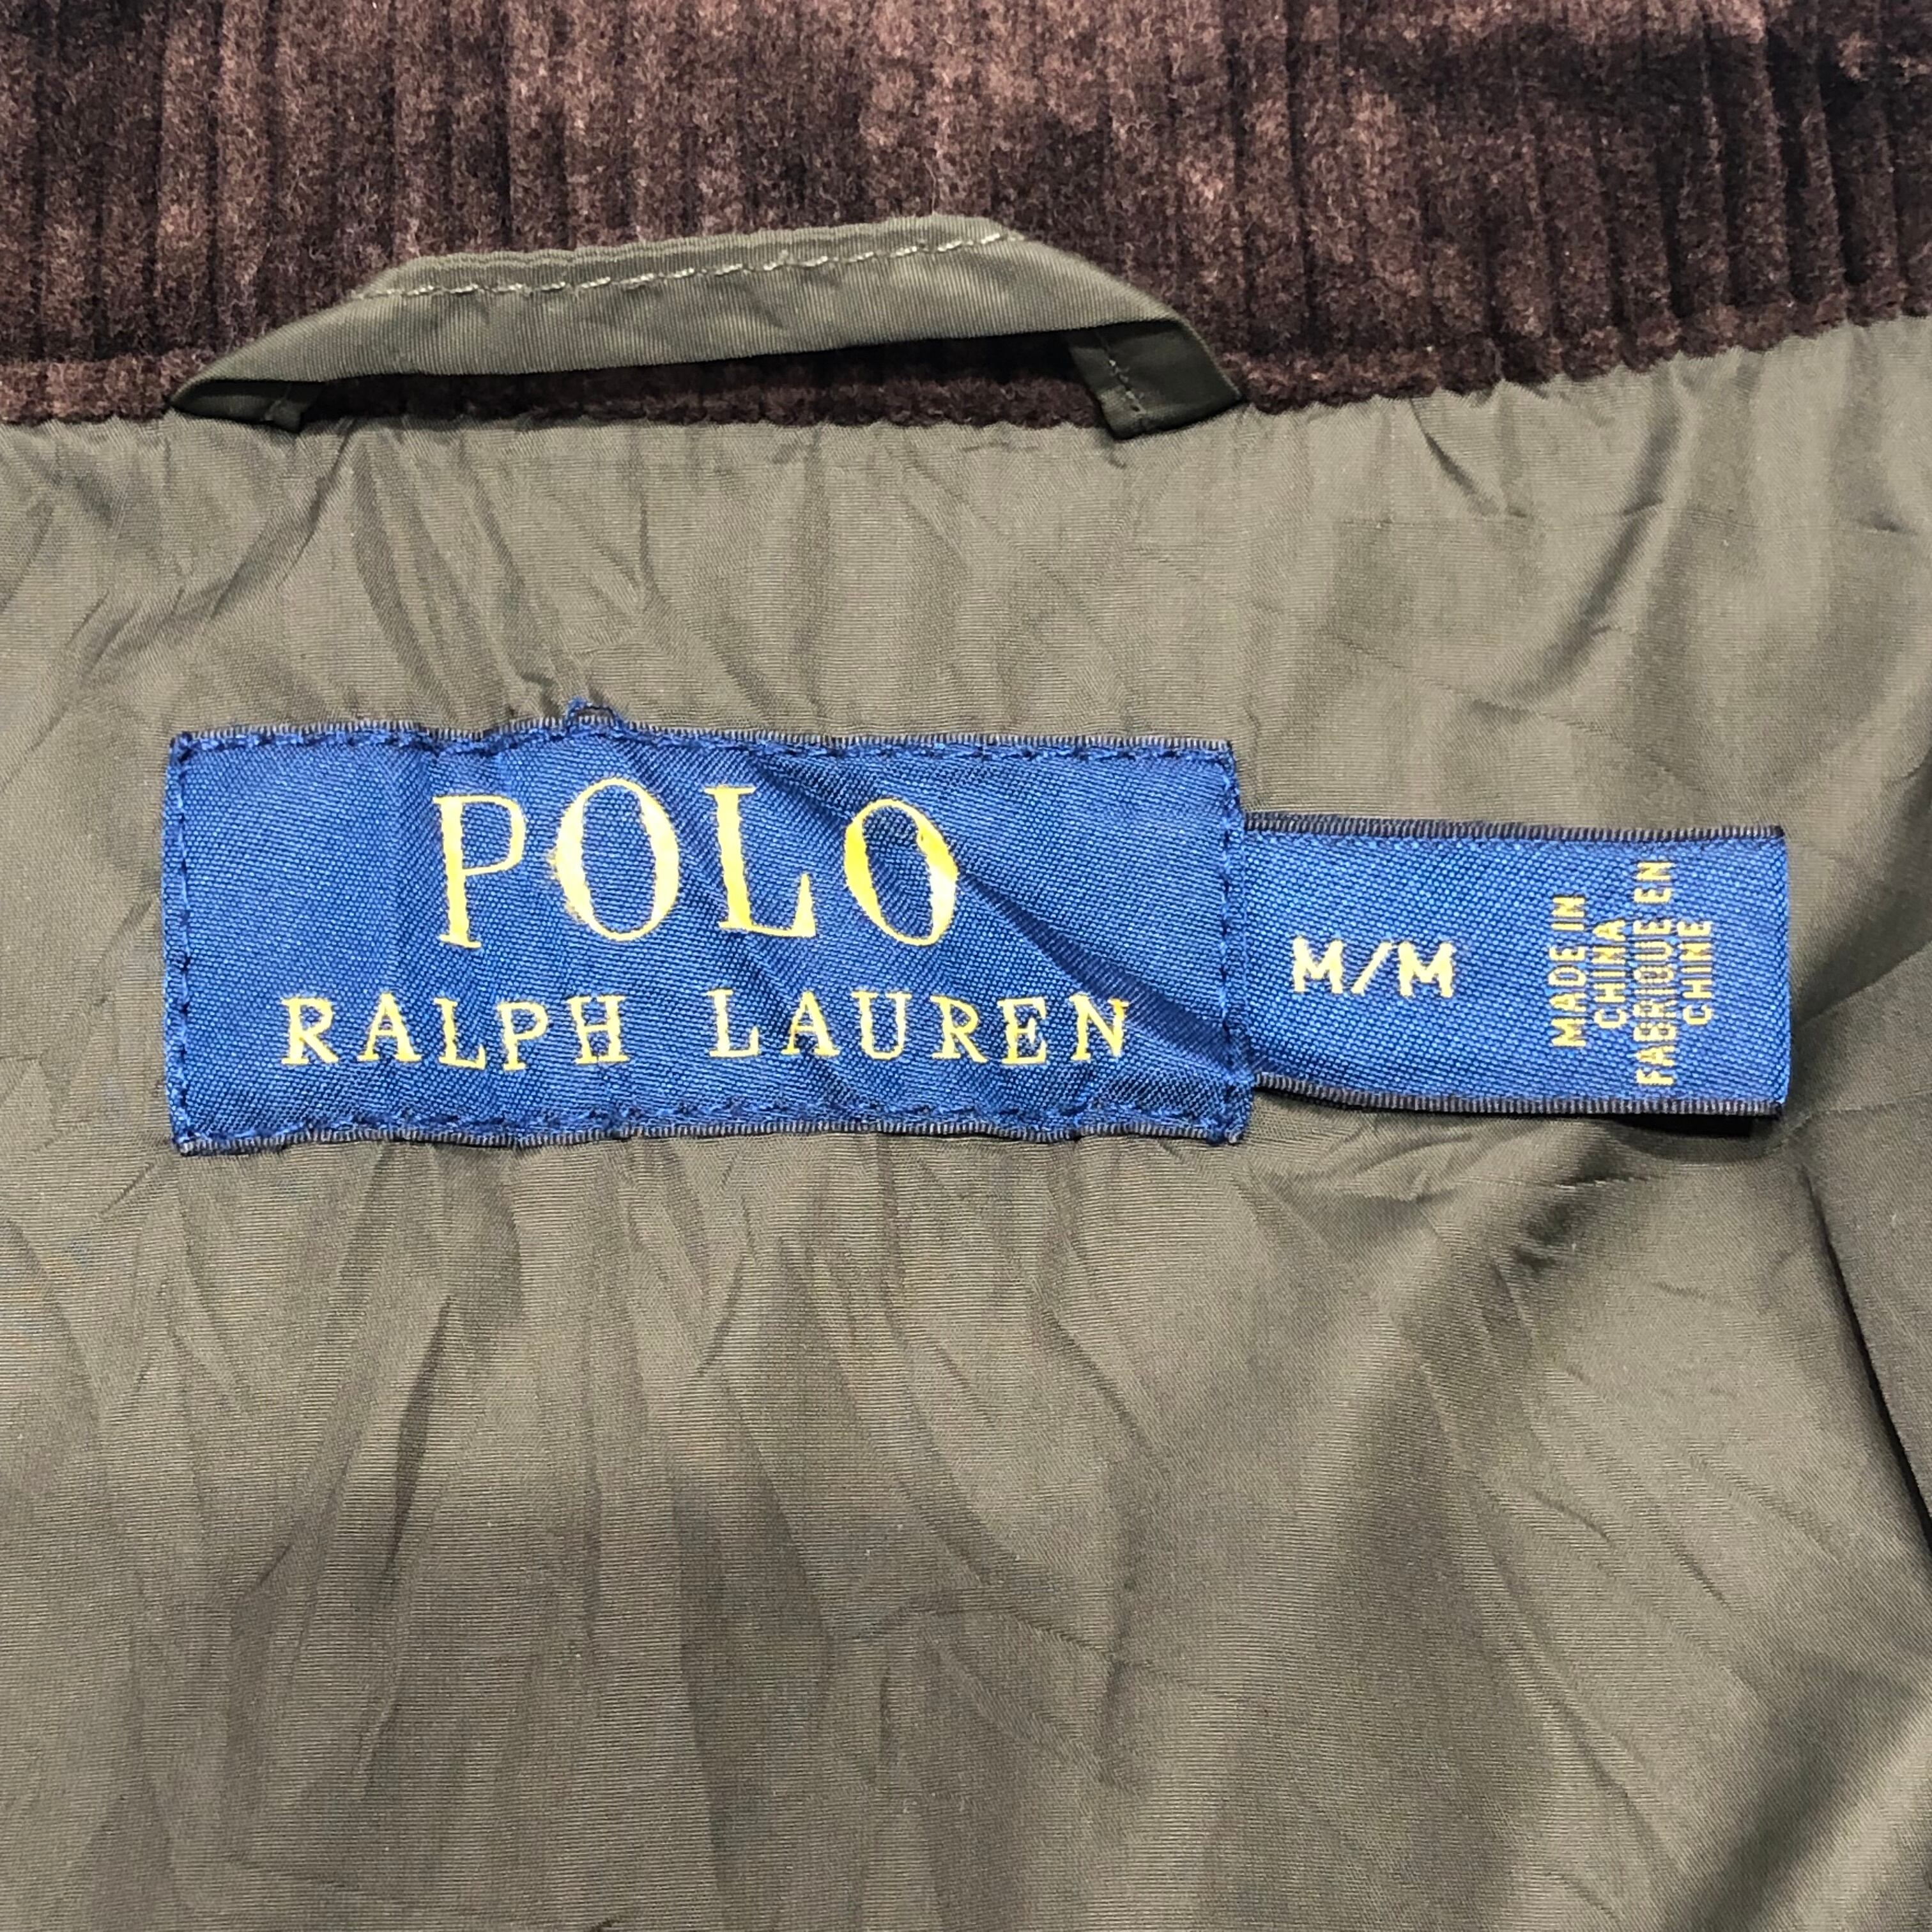 POLO
RALPH LAUREN
M/M
MADE IN
CHINA
FABRIQUE EN
CHINE